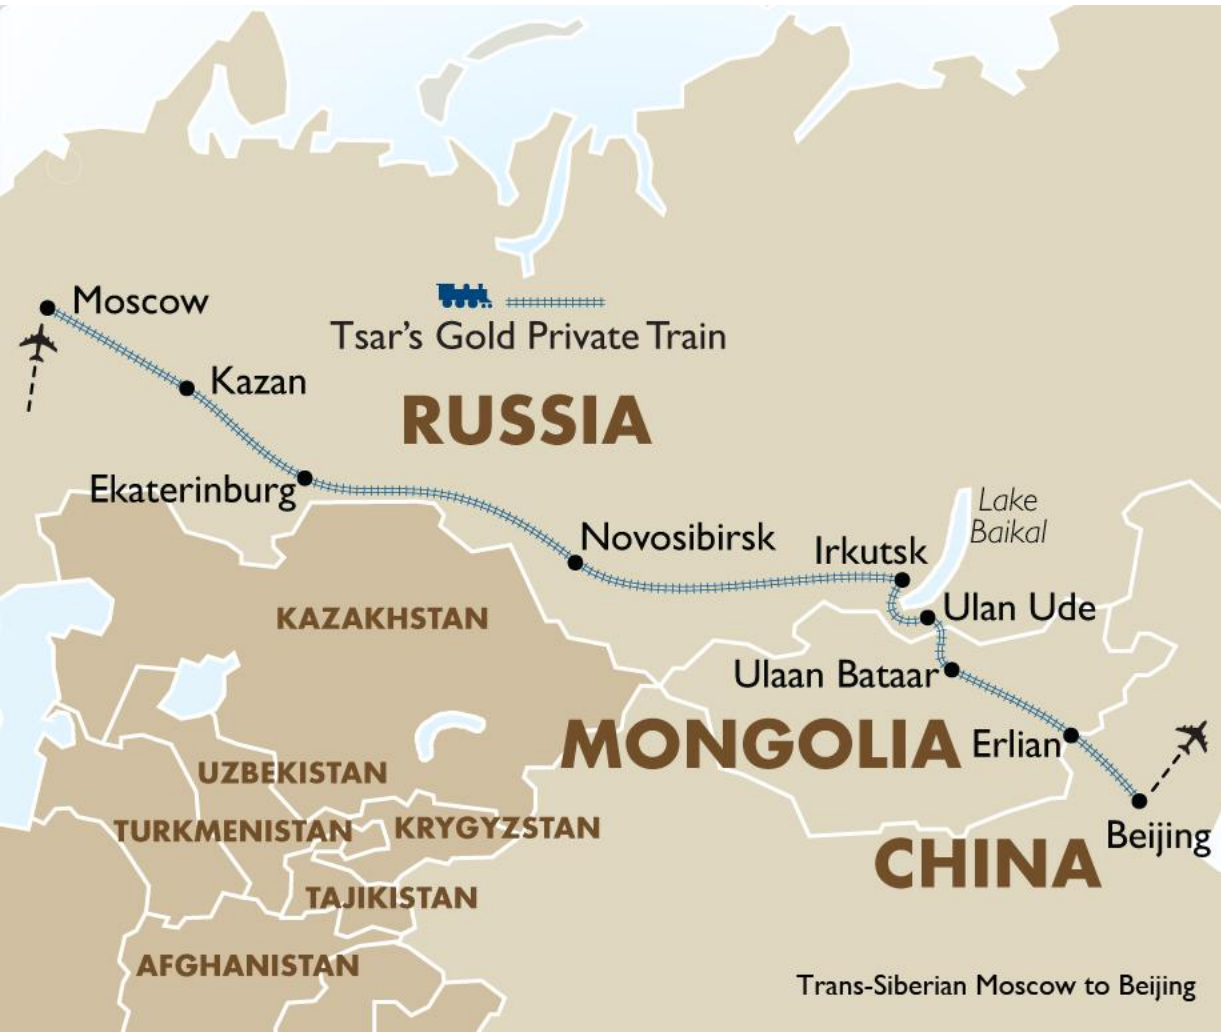 Moscow
Tsar's Gold Private Train
Kazan
RUSSIA
Ekaterinburg
Lake
Baikal
Novosibirsk
Irkutsk
KAZAKHSTAN
Ulan Ude
Ulaan Bataar
MONGOLIA
Erlian
UZBEKISTAN
TURKMENISTAN
KRYGYZSTAN
Beijing
CHINA
TAJIKISTAN
AFGHANISTAN
Trans-Siberian Moscow to Beijing